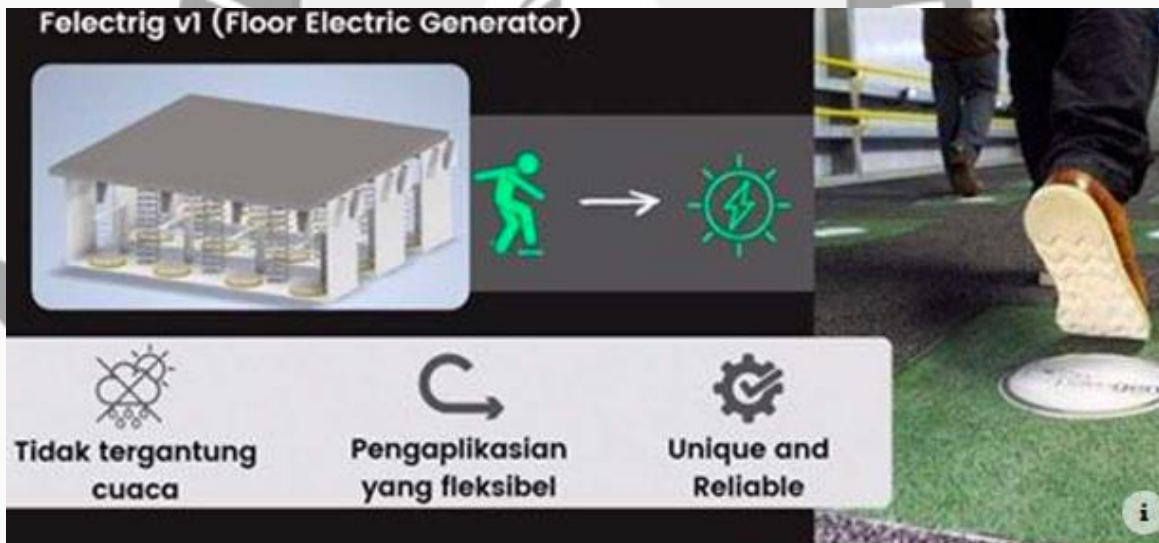 Felectrig v1 (Floor Electric Generator)
Tidak tergantung
cuaca
Pengaplikasian
yang fleksibel
Unique and
Reliable
i